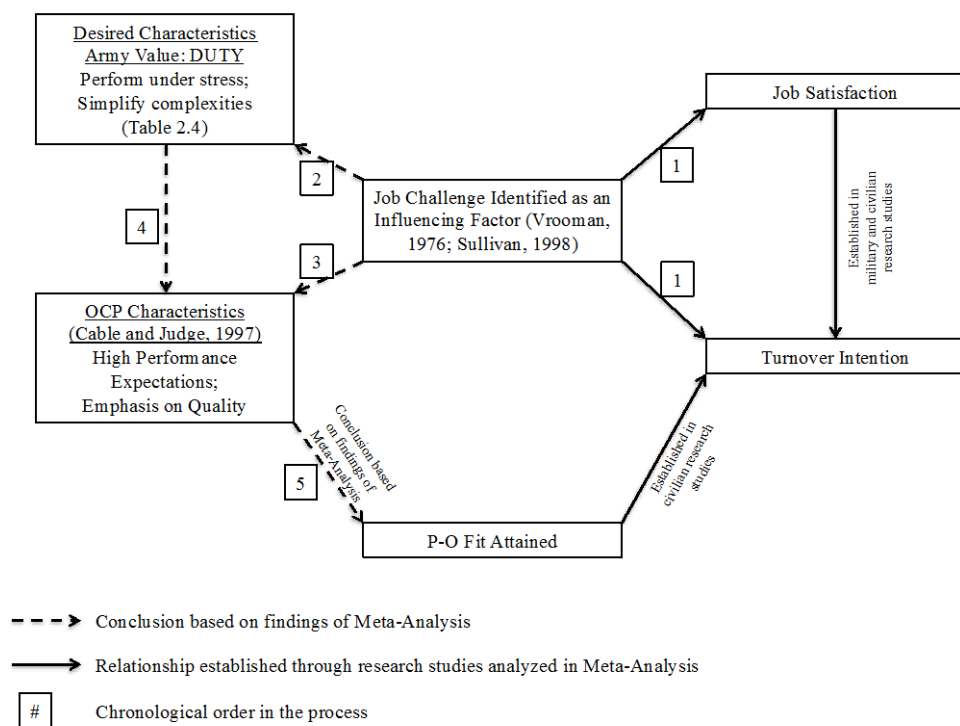 Desired Characteristics
Army Value: DUTY
Perform under stress;
Simplify complexities
(Table 2.4)
Job Satisfaction
2
1
Job Challenge Identified as an
Influencing Factor (Vrooman,
1976; Sullivan, 1998)
4
3
1
Established in
military and civilian
research studies
OCP Characteristics
(Cable and Judge, 1997)
High Performance
Expectations;
Emphasis on Quality
Turnover Intention
5
Conclusion based
on findings of
Meta-Analysis
Established in
civilian research
studies
P-O Fit Attained
Conclusion based on findings of Meta-Analysis
Relationship established through research studies analyzed in Meta-Analysis
# Chronological order in the process